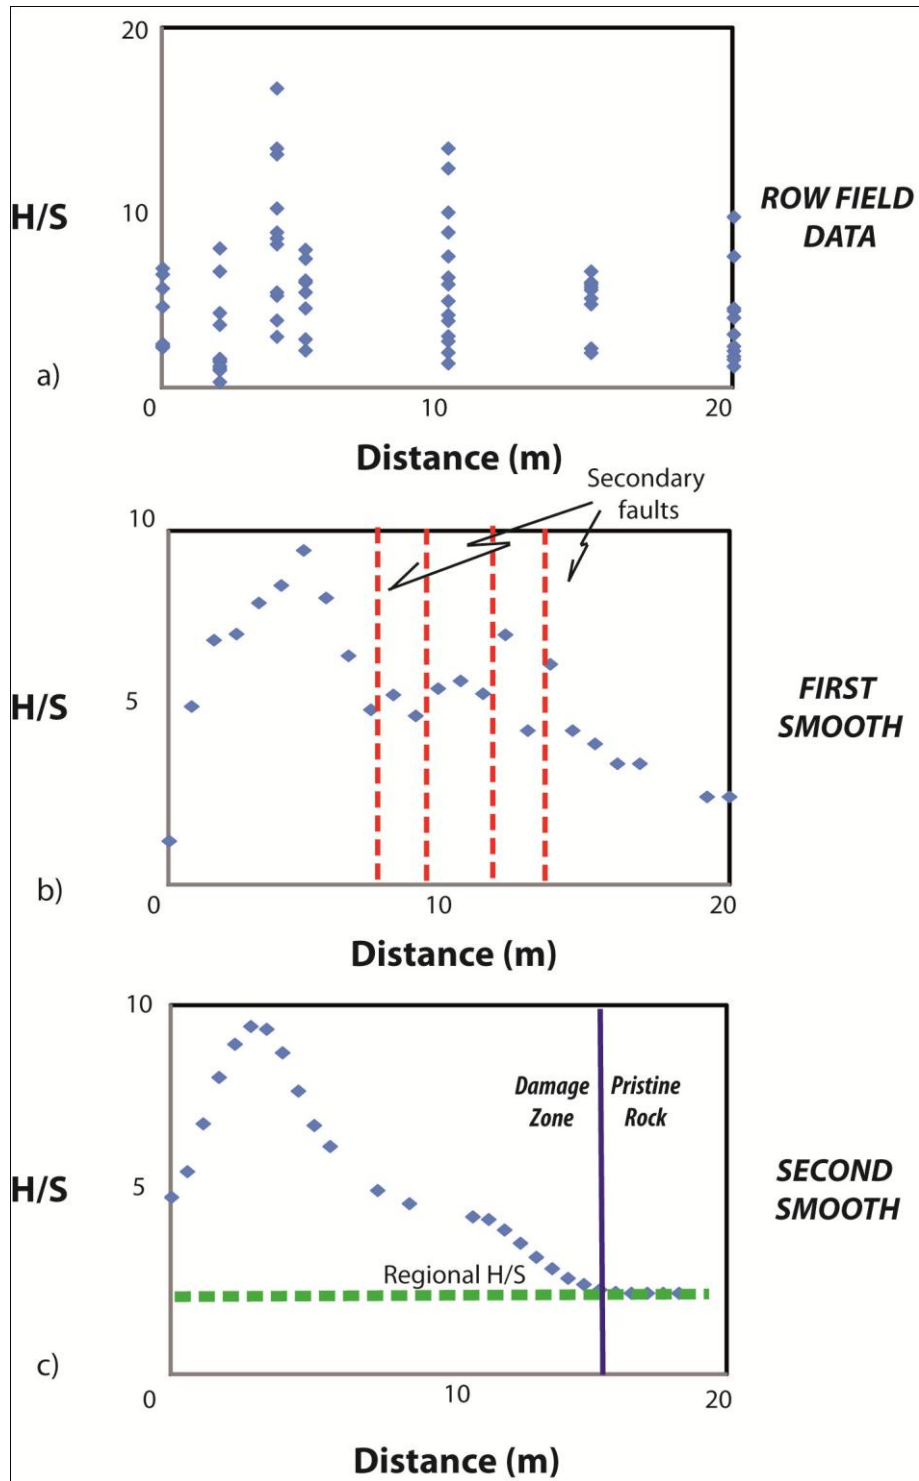 20
10
H/S
ROW FIELD
DATA
a)
0
10
20
Distance (m)
Secondary
faults
10
5
H/S
FIRST
SMOOTH
b)
0
10
20
Distance (m)
10
5
H/S
Damage
Zone
Pristine
Rock
SECOND
SMOOTH
Regional H/S
c)
0
10
20
Distance (m)